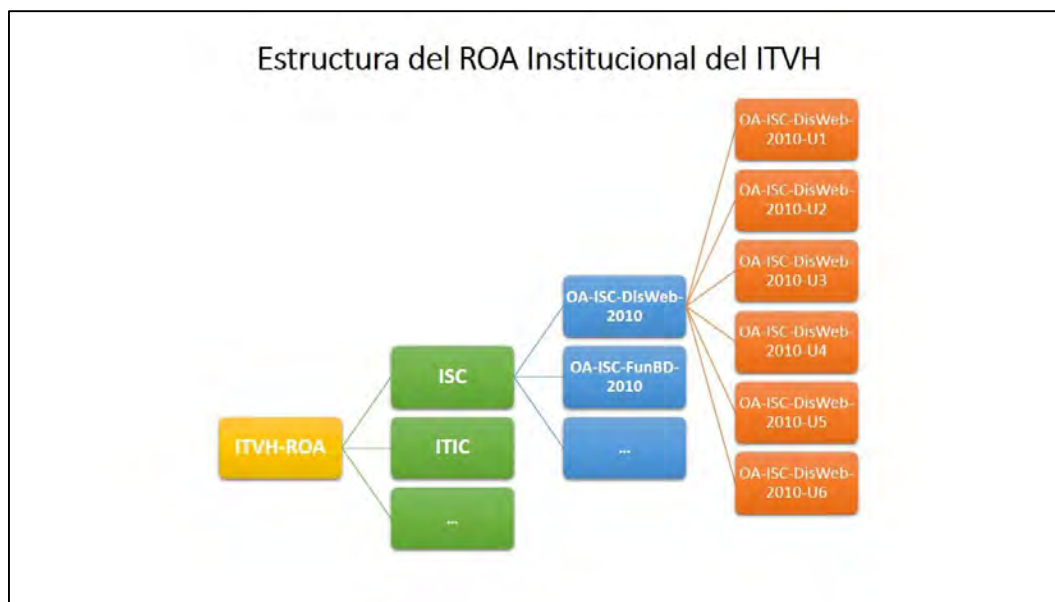 Estructura del ROA Institucional del ITVH
ITVH-ROA
ISC
ITIC
...
OA-ISC-DisWeb-
2010
OA-ISC-FunBD-
2010
...
OA-ISC-DisWeb-
2010-U1
OA-ISC-DisWeb-
2010-U2
OA-ISC-DisWeb-
2010-U3
OA-ISC-DisWeb-
2010-U4
OA-ISC-DisWeb-
2010-U5
OA-ISC-DisWeb-
2010-U6